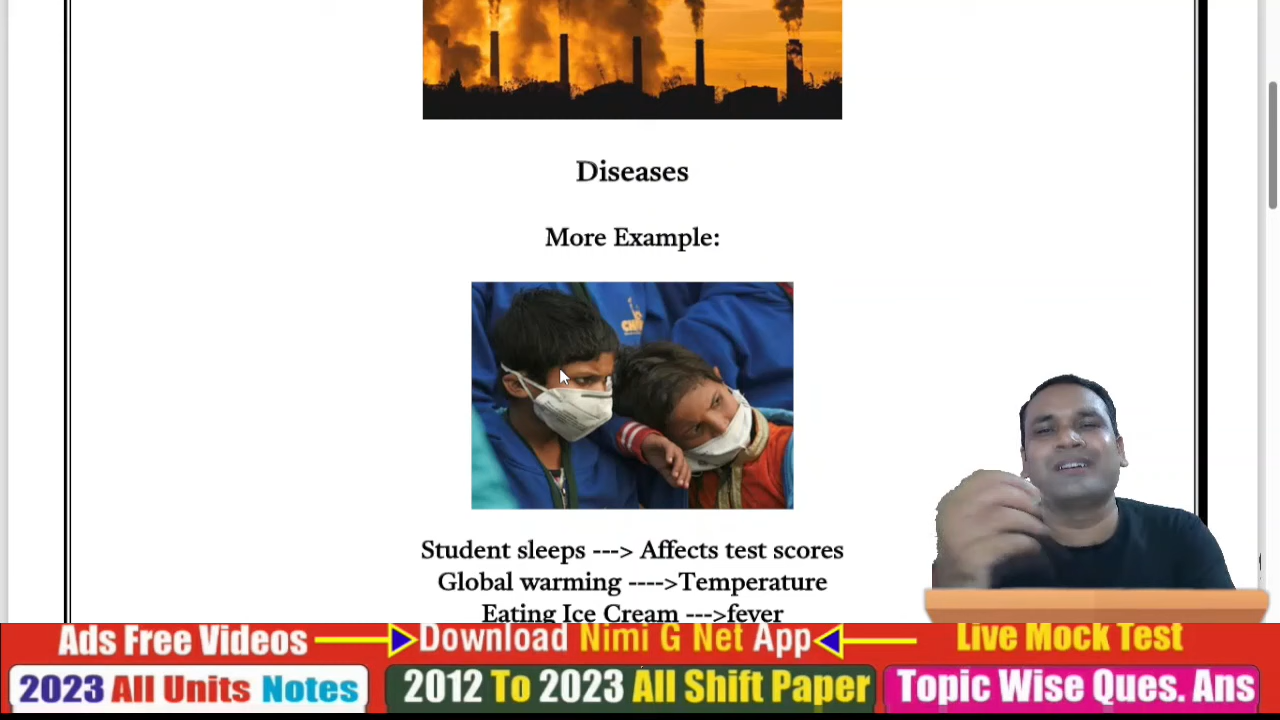 Diseases
More Example:
Student sleeps ---> Affects test scores
Global warming ---->Temperature
Eating Ice Cream --->fever
Ads Free Videos
Download Nimi G Net App
Live Mock Test
2023 All Units Notes
2012 To 2023 All Shift Paper
Topic Wise Ques. Ans